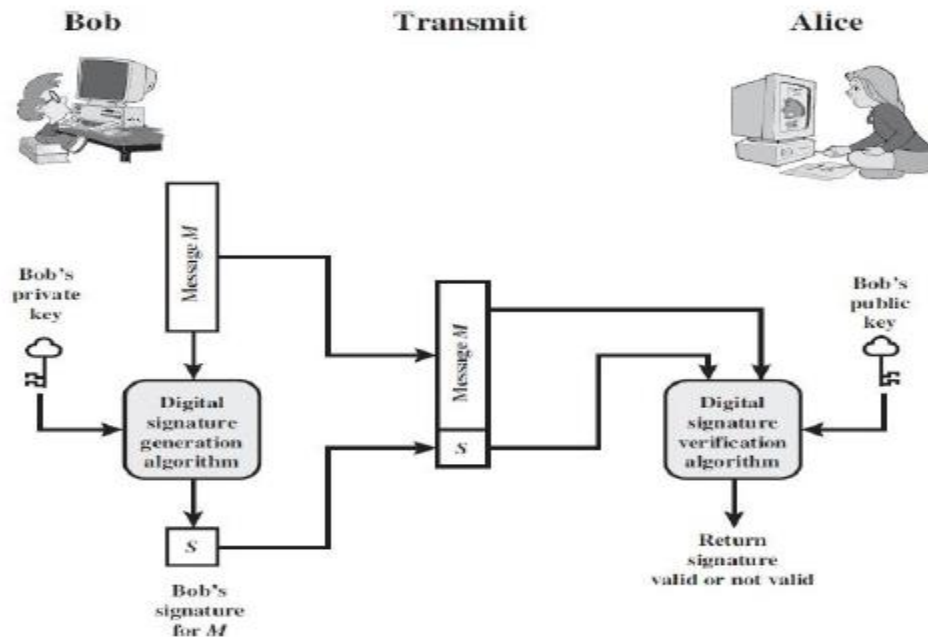 Bob
Transmit
Alice
Bob's
private
key
Message M
Digital
signature
generation
algorithm
S
Bob's
signature
for M
Message M
S
Bob's
public
key
Digital
signature
verification
algorithm
Return
signature
valid or not valid